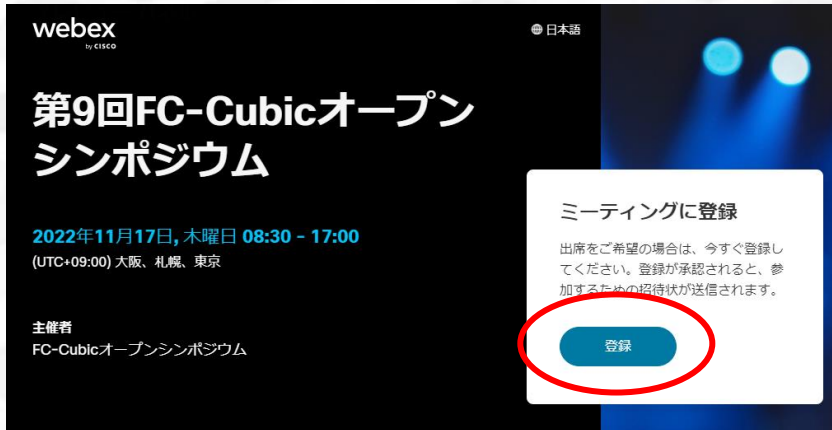 webex
by CISCO
日本語
第9回FC-Cubicオープン
シンポジウム
2022年11月17日, 木曜日 08:30 - 17:00
(UTC+09:00) 大阪、札幌、東京
主催者
FC-Cubicオープンシンポジウム
ミーティングに登録
出席をご希望の場合は、今すぐ登録し
てください。登録が承認されると、参
加するための招待状が送信されます。
登録